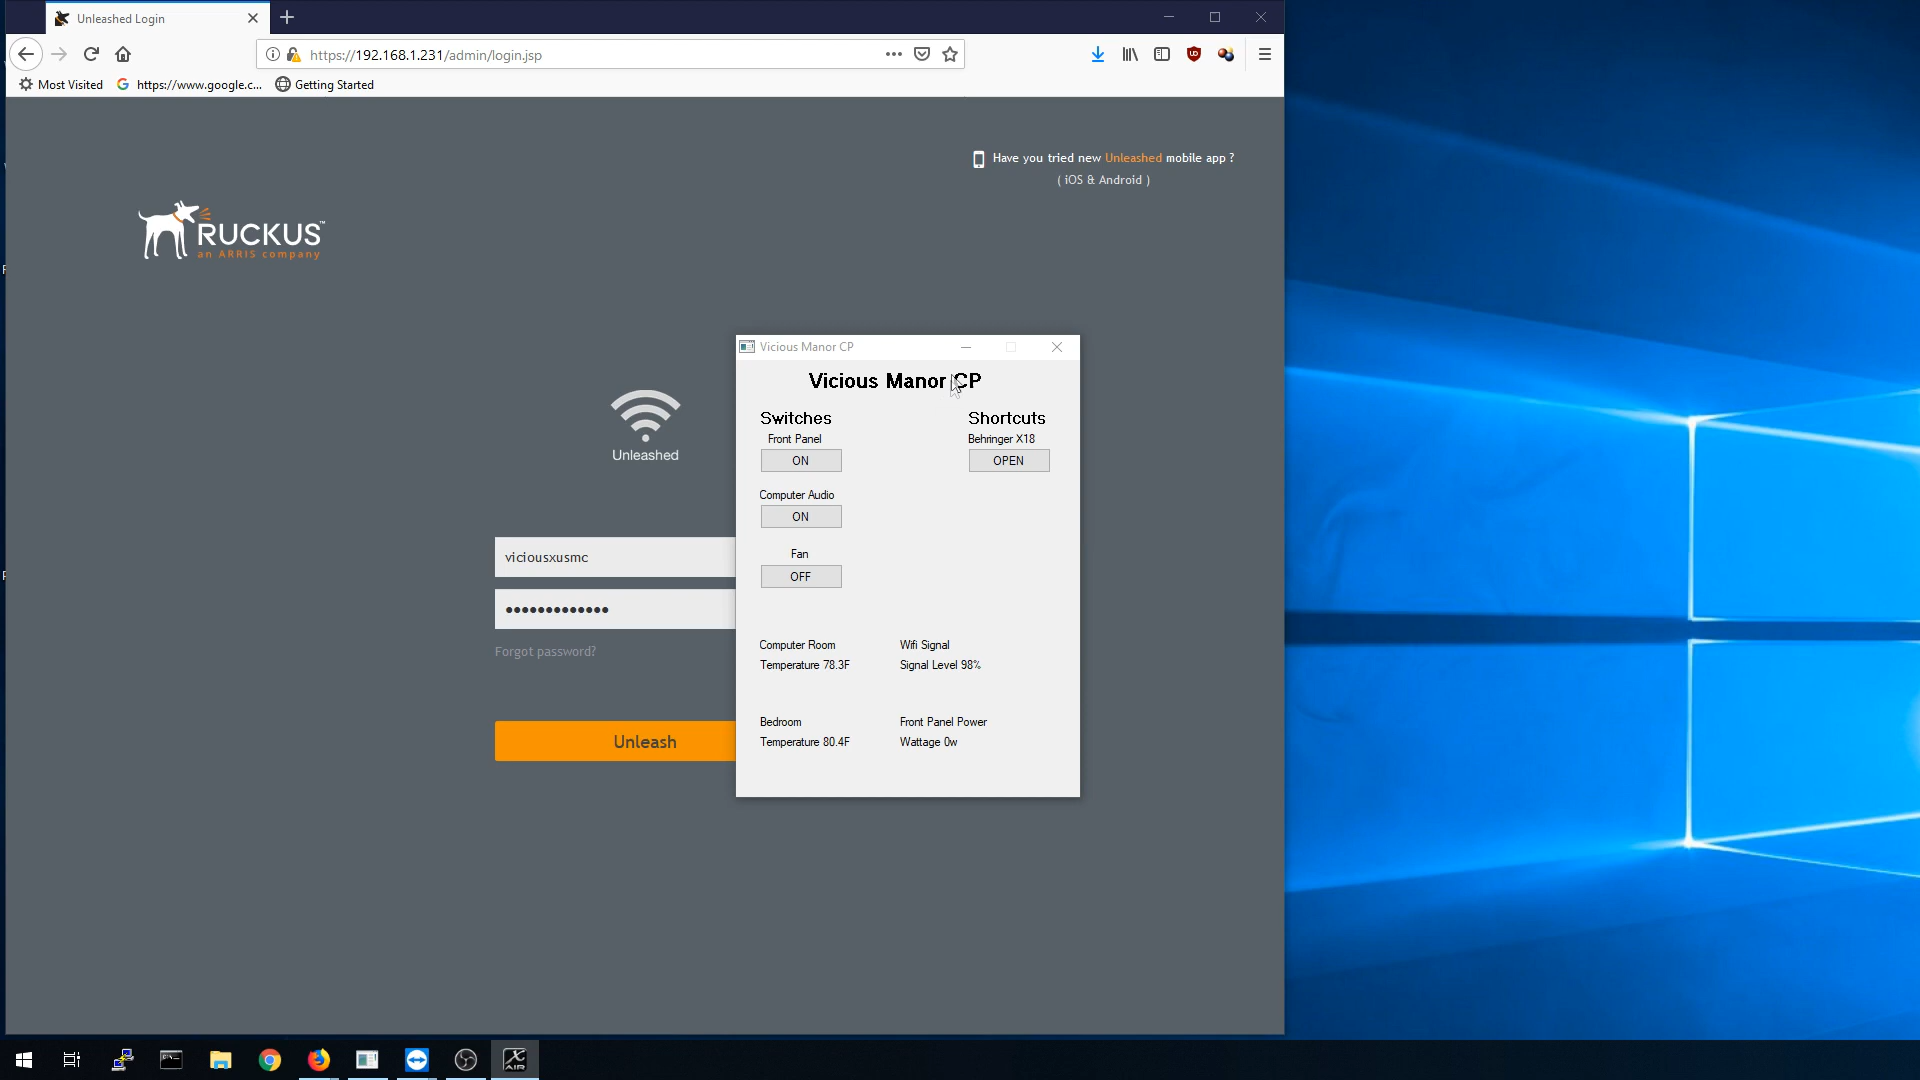 Unleashed Login
https://192.168.1.231/admin/login.jsp
Most Visited
https://www.google.c...
Getting Started
Have you tried new Unleashed mobile app ?
( iOS & Android )
RUCKUS™
an ARRIS company
Unleashed
viciousxusmc
Forgot password?
Unleash
Vicious Manor CP
Vicious Manor CP
Switches
Front Panel
ON
Computer Audio
ON
Fan
OFF
Shortcuts
Behringer X18
OPEN
Computer Room
Temperature 78.3F
Wifi Signal
Signal Level 98%
Bedroom
Temperature 80.4F
Front Panel Power
Wattage 0w
X
AIR